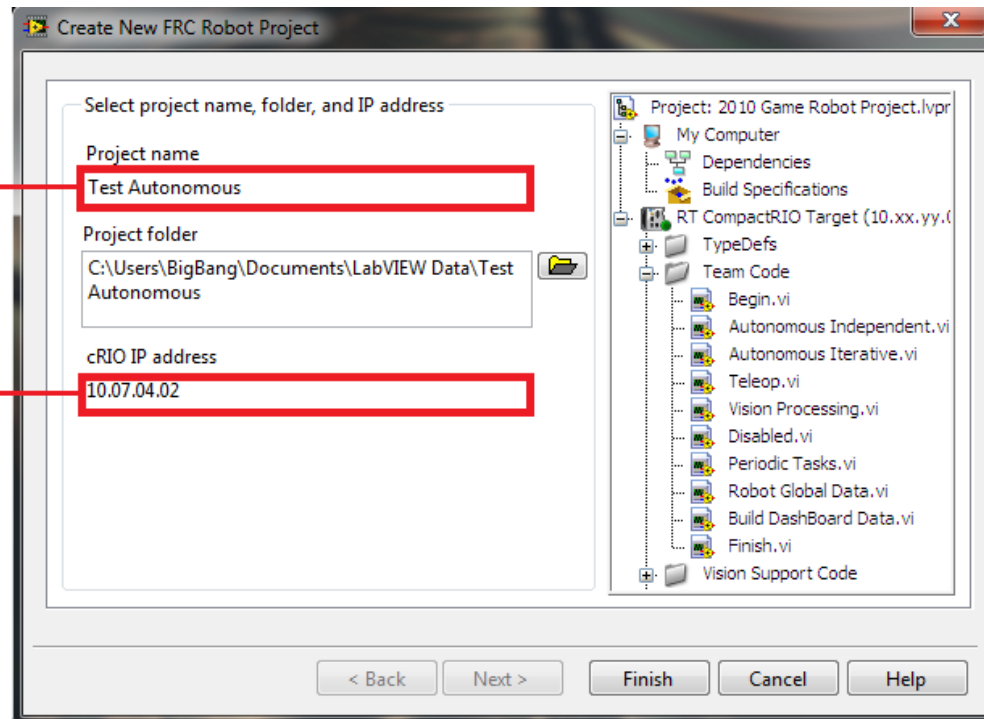 Create New FRC Robot Project
Select project name, folder, and IP address
Project name
Test Autonomous
Project folder
C:\Users\BigBang\Documents\LabVIEW Data\Test
Autonomous
cRIO IP address
10.07.04.02
Project: 2010 Game Robot Project.lvpr
My Computer
Dependencies
Build Specifications
RT CompactRIO Target (10.xx.yy.(
TypeDefs
Team Code
Begin.vi
Autonomous Independent.vi
Autonomous Iterative.vi
Teleop.vi
Vision Processing.vi
Disabled.vi
Periodic Tasks.vi
Robot Global Data.vi
Build DashBoard Data.vi
Finish.vi
Vision Support Code
< Back Next > Finish Cancel Help